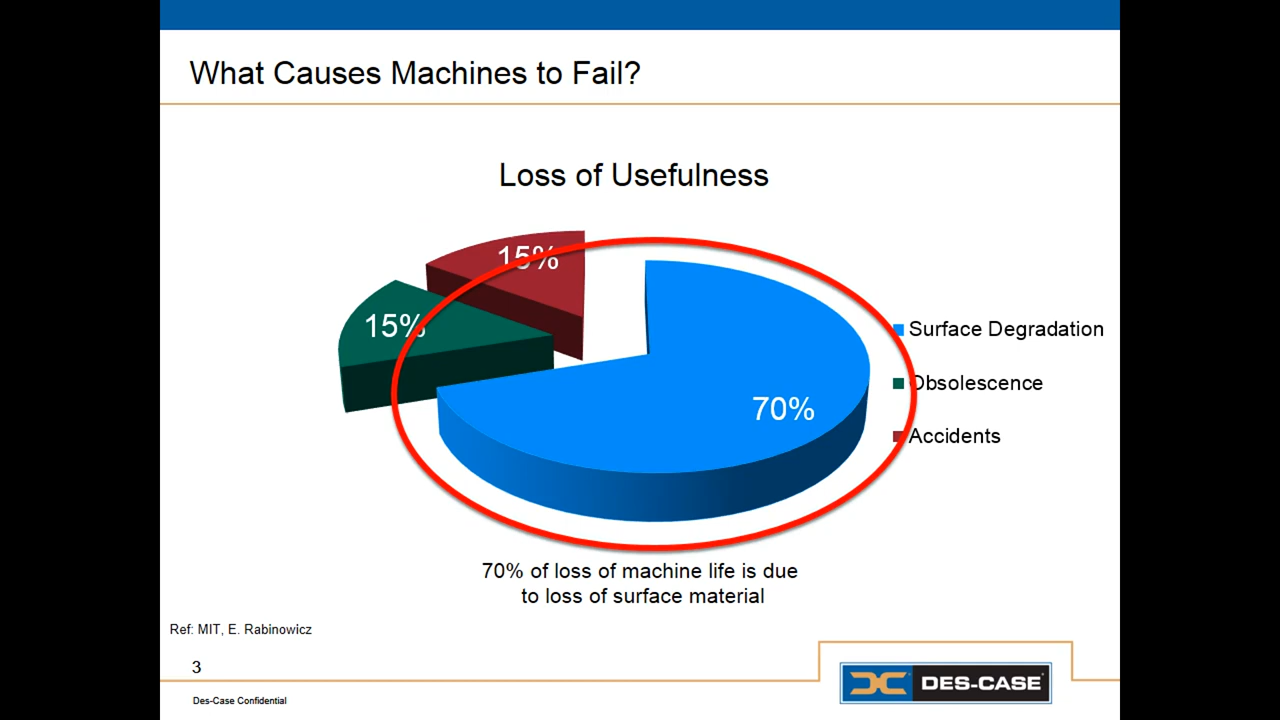 What Causes Machines to Fail?
Loss of Usefulness
15%
15%
70%
Surface Degradation
Obsolescence
Accidents
70% of loss of machine life is due
to loss of surface material
Ref: MIT, E. Rabinowicz
3
Des-Case Confidential
DES-CASE